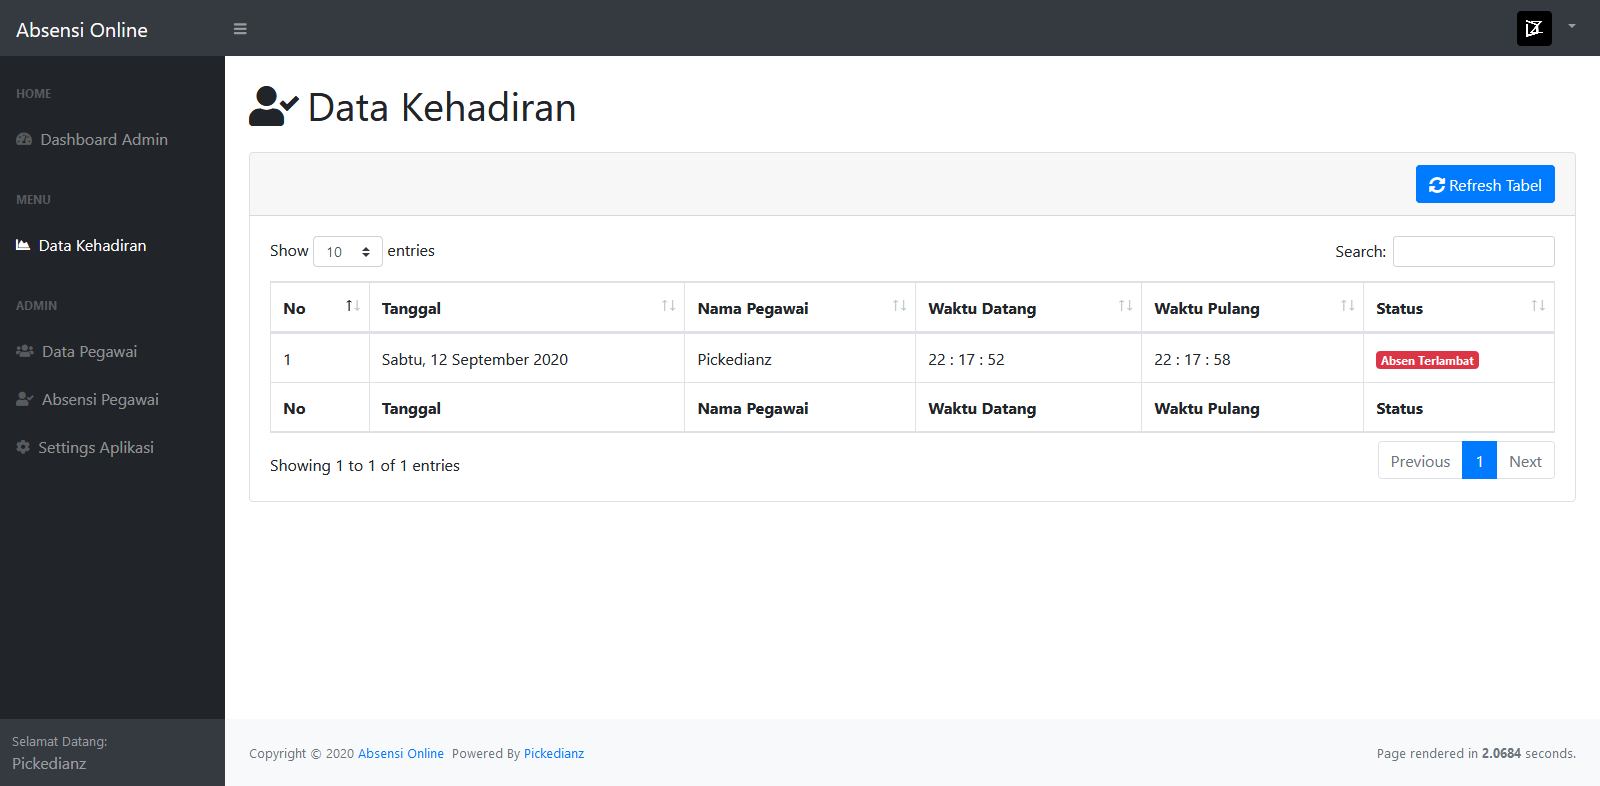 Absensi Online
HOME
Dashboard Admin
MENU
Data Kehadiran
ADMIN
Data Pegawai
Absensi Pegawai
Settings Aplikasi
Selamat Datang:
Pickedianz
Data Kehadiran
Refresh Tabel
Show 10 entries
Search:
No Tanggal Nama Pegawai Waktu Datang Waktu Pulang Status
1 Sabtu, 12 September 2020 Pickedianz 22 : 17 : 52 22 : 17 : 58 Absen Terlambat
No Tanggal Nama Pegawai Waktu Datang Waktu Pulang Status
Showing 1 to 1 of 1 entries
Previous 1 Next
Copyright © 2020 Absensi Online Powered By Pickedianz
Page rendered in 2.0684 seconds.